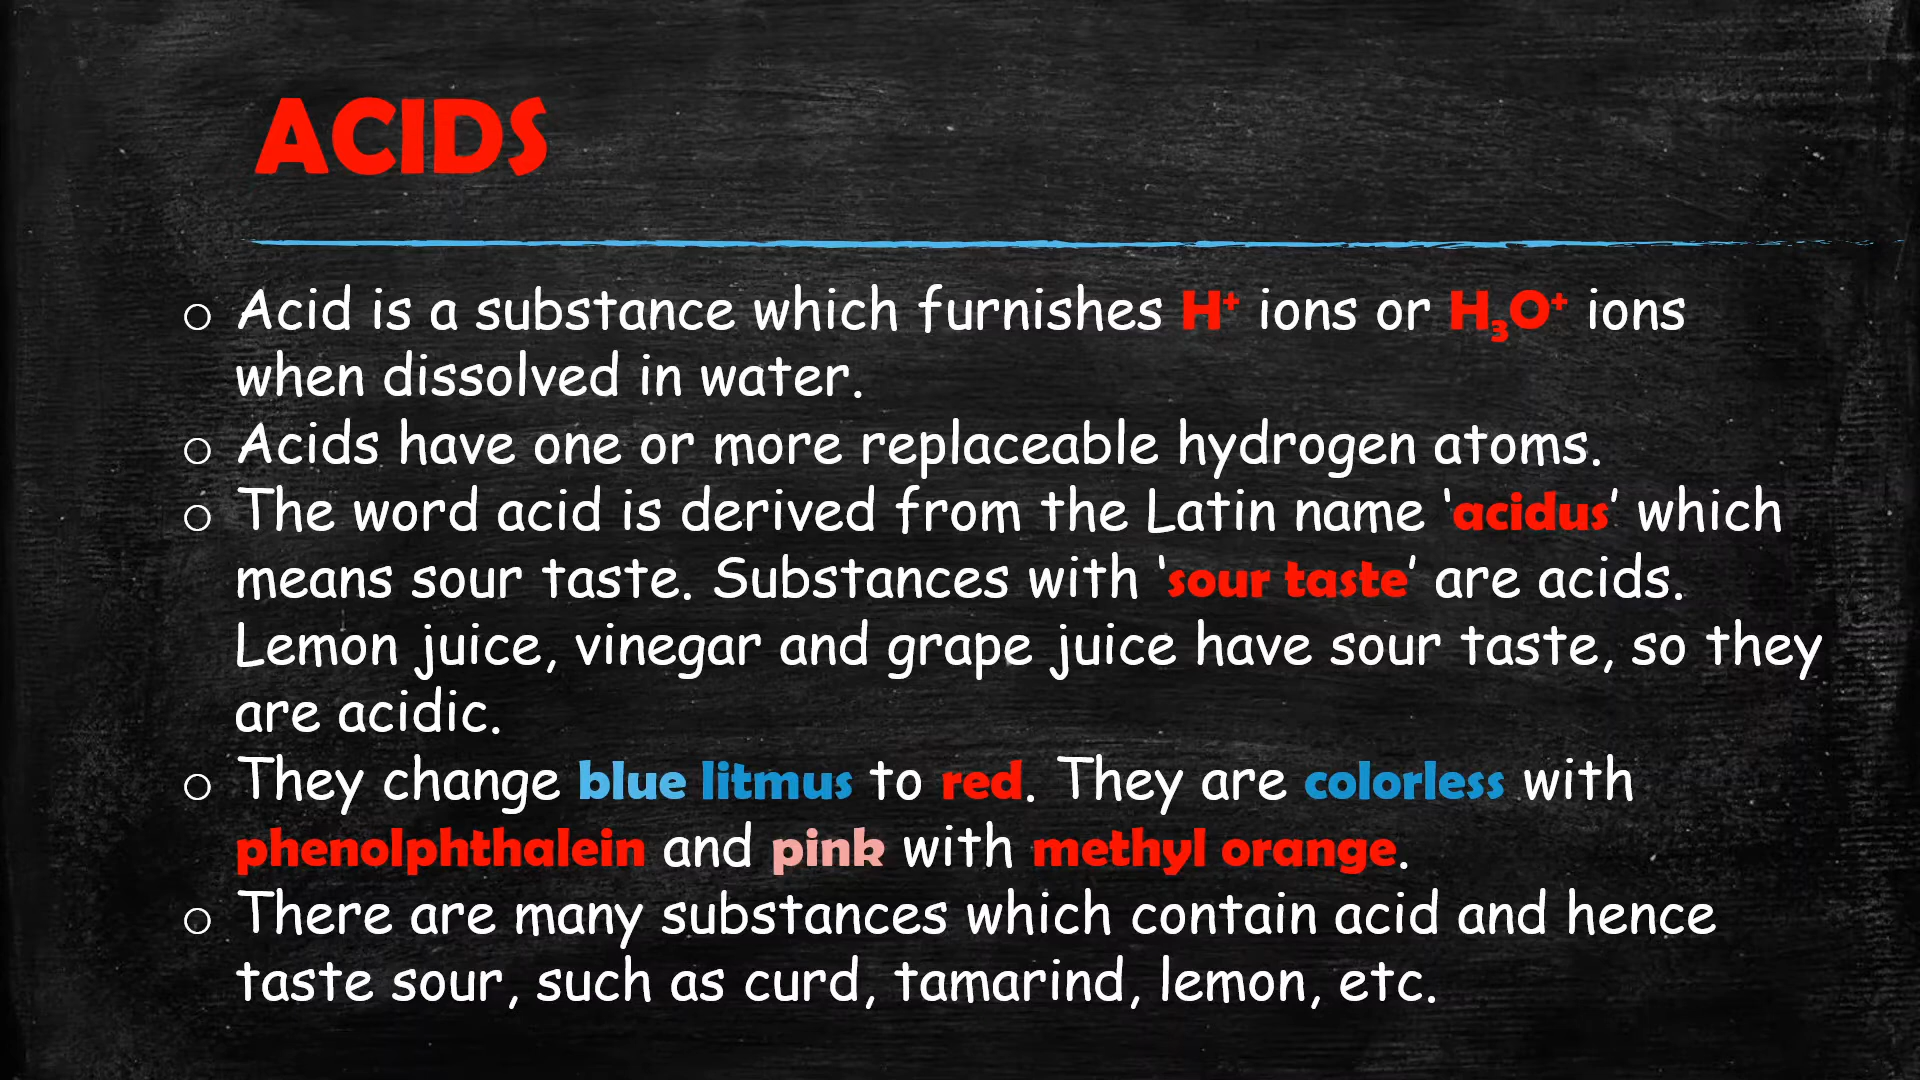 ACIDS
o Acid is a substance which furnishes H⁺ ions or H₃O⁺ ions
when dissolved in water.
o Acids have one or more replaceable hydrogen atoms.
o The word acid is derived from the Latin name ‘acidus’ which
means sour taste. Substances with ‘sour taste’ are acids.
Lemon juice, vinegar and grape juice have sour taste, so they
are acidic.
o They change blue litmus to red. They are colorless with
phenolphthalein and pink with methyl orange.
o There are many substances which contain acid and hence
taste sour, such as curd, tamarind, lemon, etc.